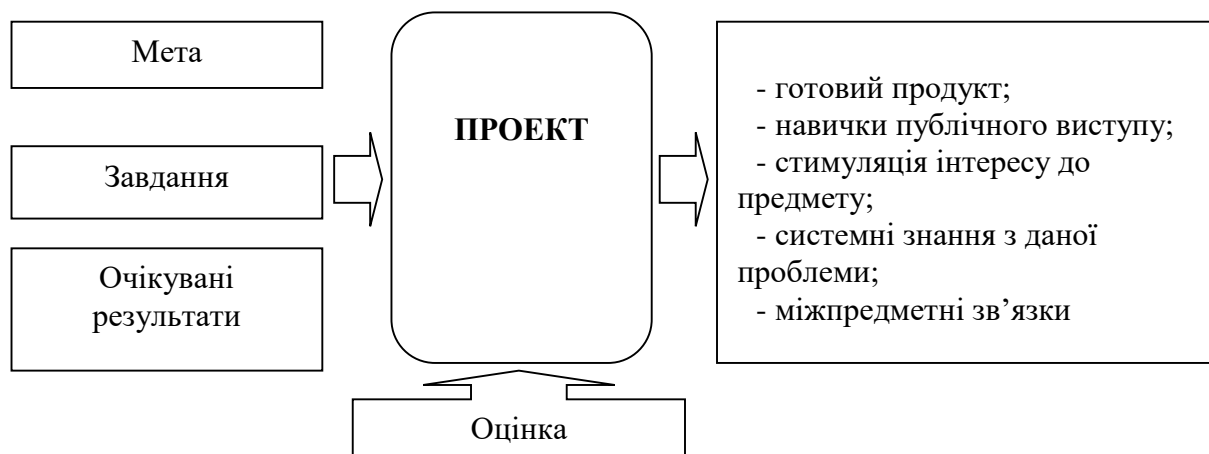 Мета
Завдання
Очікувані
результати
ПРОЕКТ
- готовий продукт;
- навички публічного виступу;
- стимуляція інтересу до
предмету;
- системні знання з даної
проблеми;
- міжпредметні зв’язки
Оцінка